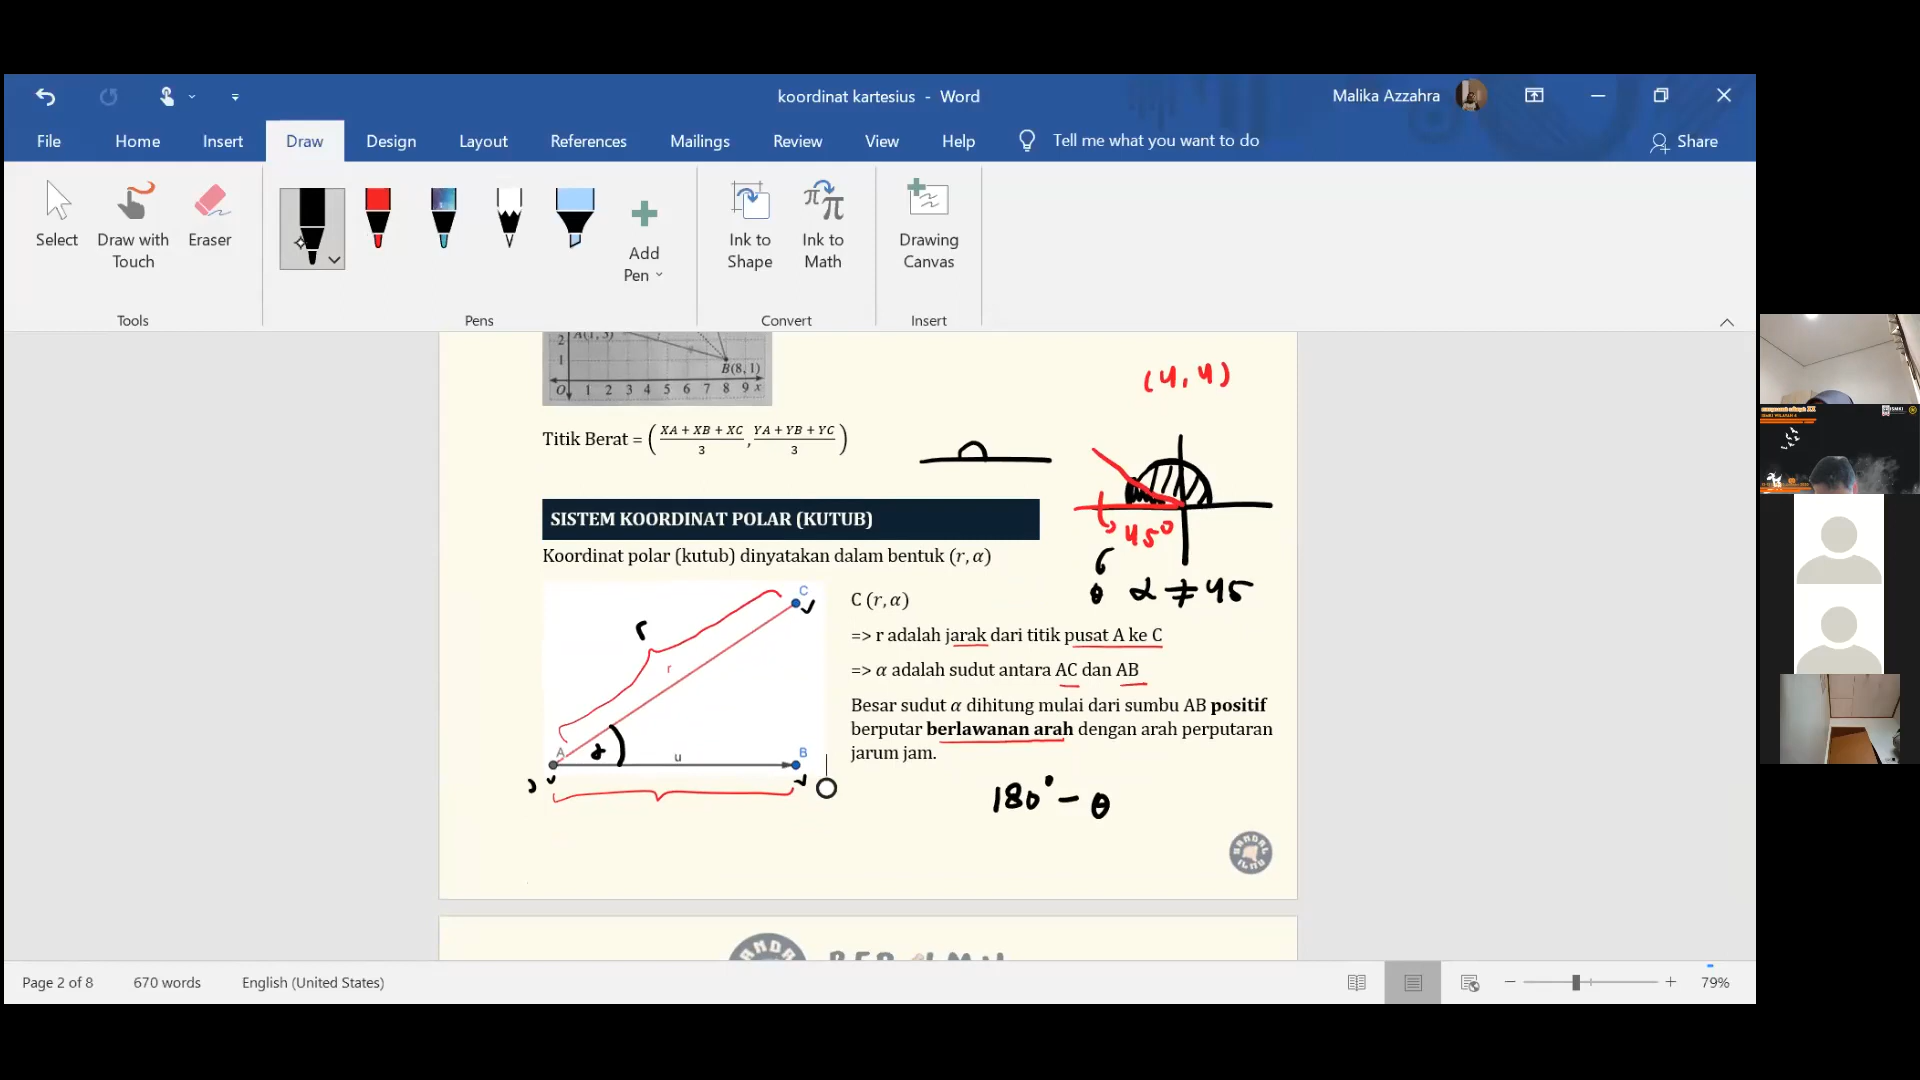 koordinat kartesius - Word
Malika Azzahra
File Home Insert Draw Design Layout References Mailings Review View Help Tell me what you want to do Share
Select
Draw with Touch
Eraser
Add Pen
Ink to Shape
Ink to Math
Drawing Canvas
Tools Pens Convert Insert
2
1
B(8, 1)
O 1 2 3 4 5 6 7 8 9 x
(4, 4)
Titik Berat = ( XA + XB + XC / 3 , YA + YB + YC / 3 )
45°
θ α ≠ 45
SISTEM KOORDINAT POLAR (KUTUB)
Koordinat polar (kutub) dinyatakan dalam bentuk (r, α)
C
r
r
A
α
u
B
C (r, α)
=> r adalah jarak dari titik pusat A ke C
=> α adalah sudut antara AC dan AB
Besar sudut α dihitung mulai dari sumbu AB positif
berputar berlawanan arah dengan arah perputaran
jarum jam.
180° - θ
BANDAL ILMU
Page 2 of 8 670 words English (United States) 79%